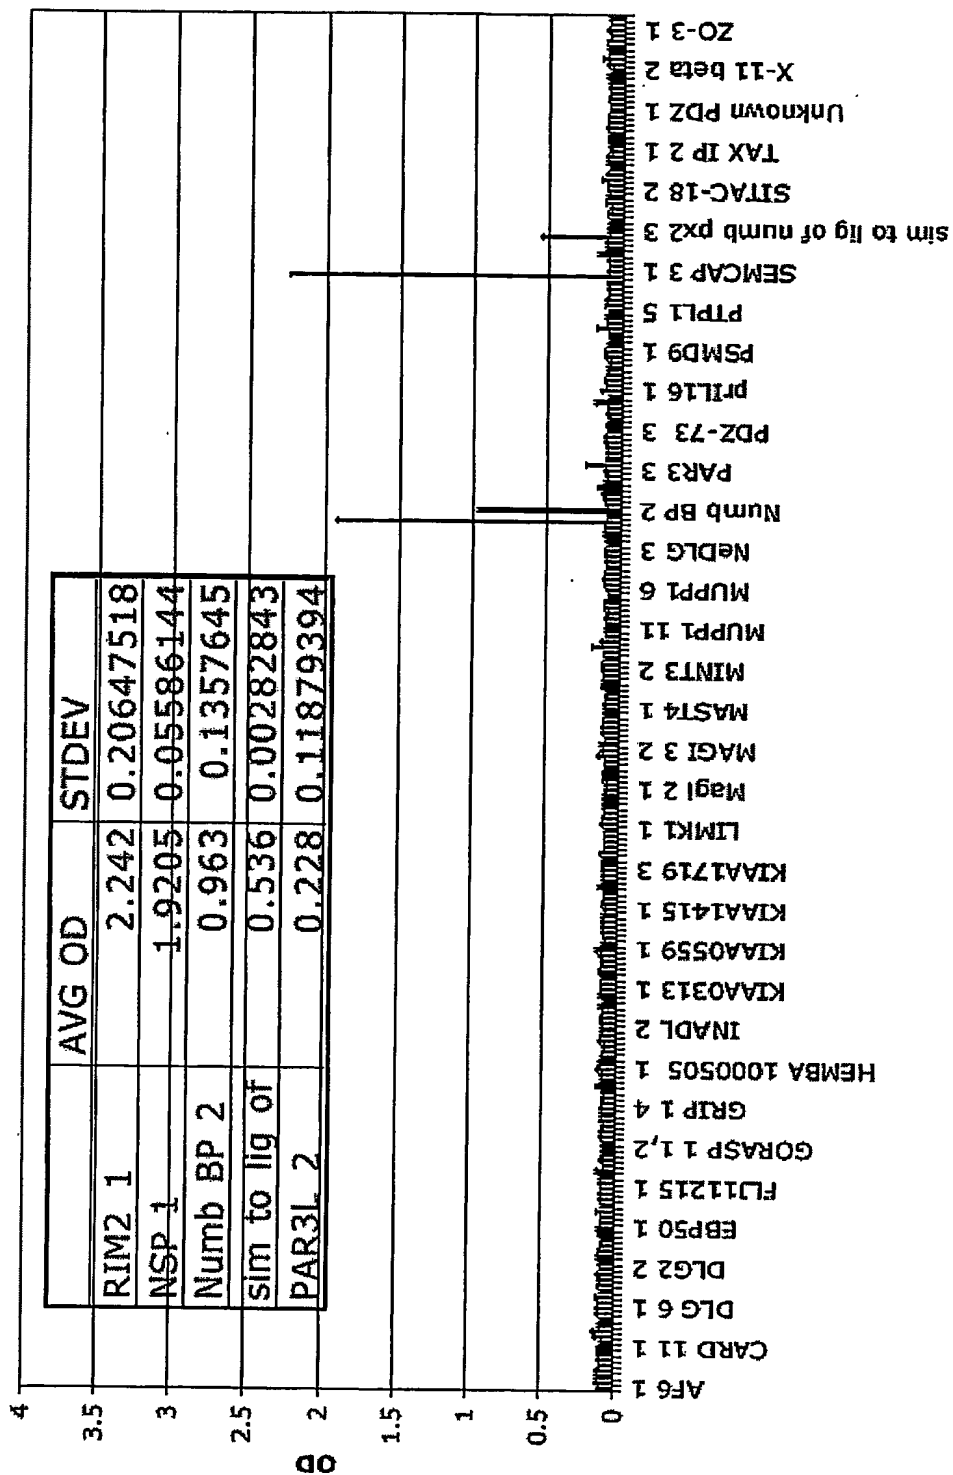 4
3.5
3
2.5
2
1.5
1
0.5
0
OD
AVG OD STDEV
RIM2 1 2.242 0.20647518
NSP 1 1.9205 0.05586144
Numb BP 2 0.963 0.1357645
sim to lig of 0.536 0.00282843
PAR3L 2 0.228 0.11879394
AF6 1
CARD 11 1
DLG 6 1
DLG2 2
EBP50 1
FLJ11215 1
GORASP 1 1,2
GRIP 1 4
HEMBA 1000505 1
INADL 2
KIAA0313 1
KIAA0559 1
KIAA1415 1
KIAA1719 3
LIMK1 1
MagI 2 1
MAGI 3 2
MAST4 1
MINT3 2
MUPP1 11
MUPP1 6
NeDLG 3
Numb BP 2
PAR3 3
PDZ-73 3
prIL16 1
PSMD9 1
PTPL1 5
SEMCAP 3 1
sim to lig of numb px2 3
SITAC-18 2
TAX IP 2 1
Unknown PDZ 1
X-11 beta 2
ZO-3 1